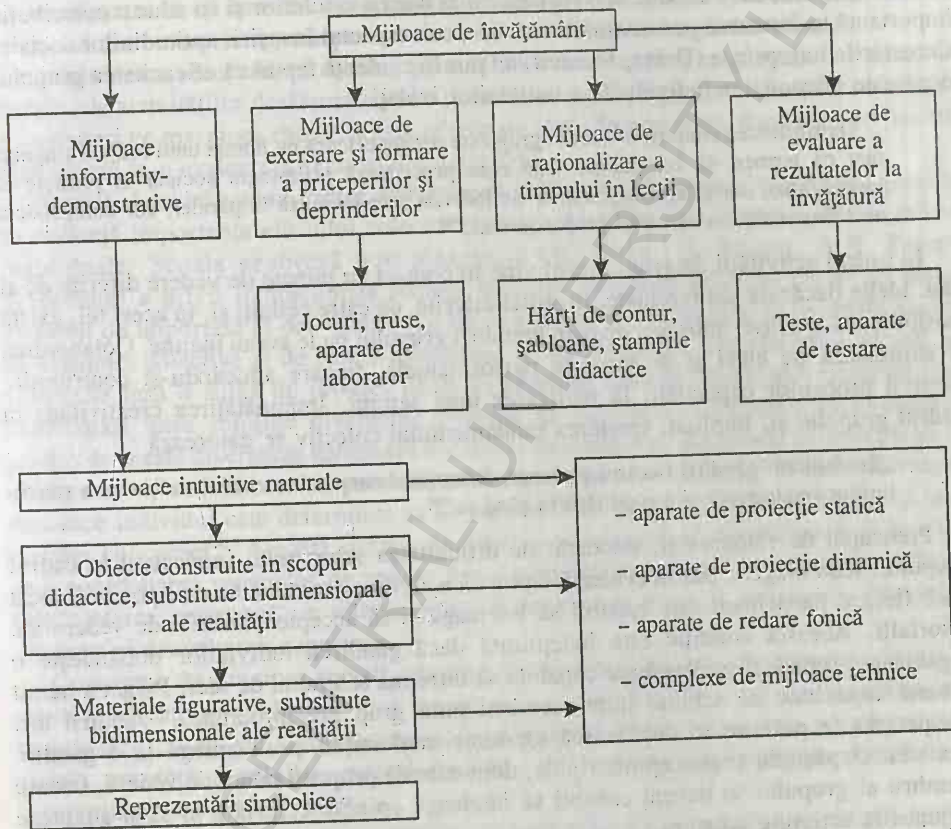 Mijloace de învăţământ
Mijloace
informativ-
demonstrative
Mijloace de
exersare şi formare
a priceperilor şi
deprinderilor
Mijloace de
raţionalizare a
timpului în lecţii
Mijloace de
evaluare a
rezultatelor la
învăţătură
Jocuri, truse,
aparate de
laborator
Hărţi de contur,
şabloane, ştampile
didactice
Teste, aparate
de testare
Mijloace intuitive naturale
Obiecte construite în scopuri
didactice, substitute tridimensionale
ale realităţii
Materiale figurative, substitute
bidimensionale ale realităţii
Reprezentări simbolice
– aparate de proiecţie statică
– aparate de proiecţie dinamică
– aparate de redare fonică
– complexe de mijloace tehnice
CENTRAL UNIVERSITY LI